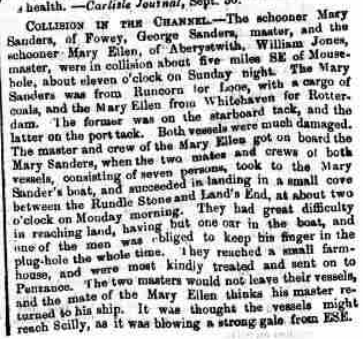 s health. —Carlisle Journal, Sept. 30.
COLLISION IN THE CHANNEL.—The schooner Mary
Sanders, of Fowey, George Sanders, master, and the
schooner Mary Ellen, of Aberystwith, William Jones,
master, were in collision about five miles SE of Mouse-
hole, about eleven o'clock on Sunday night. The Mary
Sanders was from Runcorn for Looe, with a cargo of
coals, and the Mary Ellen from Whitehaven for Rotter-
dam. The former was on the starboard tack, and the
latter on the port tack. Both vessels were much damaged.
The master and crew of the Mary Ellen got on board the
Mary Sanders, when the two mates and crews of both
vessels, consisting of seven persons, took to the Mary
Sander's boat, and succeeded in landing in a small cove
between the Rundle Stone and Land's End, at about two
o'clock on Monday morning. They had great difficulty
in reaching land, having but one oar in the boat, and
one of the men was obliged to keep his finger in the
plug-hole the whole time. They reached a small farm-
house, and were most kindly treated and sent on to
Penzance. The two masters would not leave their vessels,
and the mate of the Mary Ellen thinks his master re-
turned to his ship. It was thought the vessels might
reach Scilly, as it was blowing a strong gale from ESE.